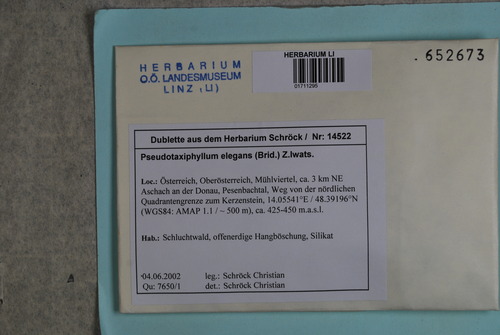 HERBARIUM
O.Ö. LANDESMUSEUM
LINZ (LI)
HERBARIUM LI
01711295
.652673
Dublette aus dem Herbarium Schröck / Nr: 14522
Pseudotaxiphyllum elegans (Brid.) Z.Iwats.
Loc.: Österreich, Oberösterreich, Mühlviertel, ca. 3 km NE
Aschach an der Donau, Pesenbachtal, Weg von der nördlichen
Quadrantengrenze zum Kerzenstein, 14.05541°E / 48.39196°N
(WGS84: AMAP 1.1 / ~ 500 m), ca. 425-450 m.a.s.l.
Hab.: Schluchtwald, offenerdige Hangböschung, Silikat
04.06.2002 leg.: Schröck Christian
Qu: 7650/1 det.: Schröck Christian